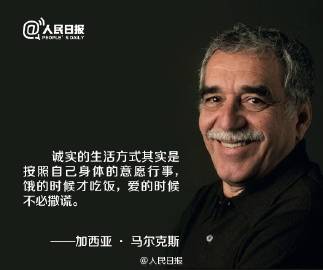 @人民日报
PEOPLE'S DAILY
诚实的生活方式其实是
按照自己身体的意愿行事，
饿的时候才吃饭，爱的时候
不必撒谎。
——加西亚 · 马尔克斯
@人民日报